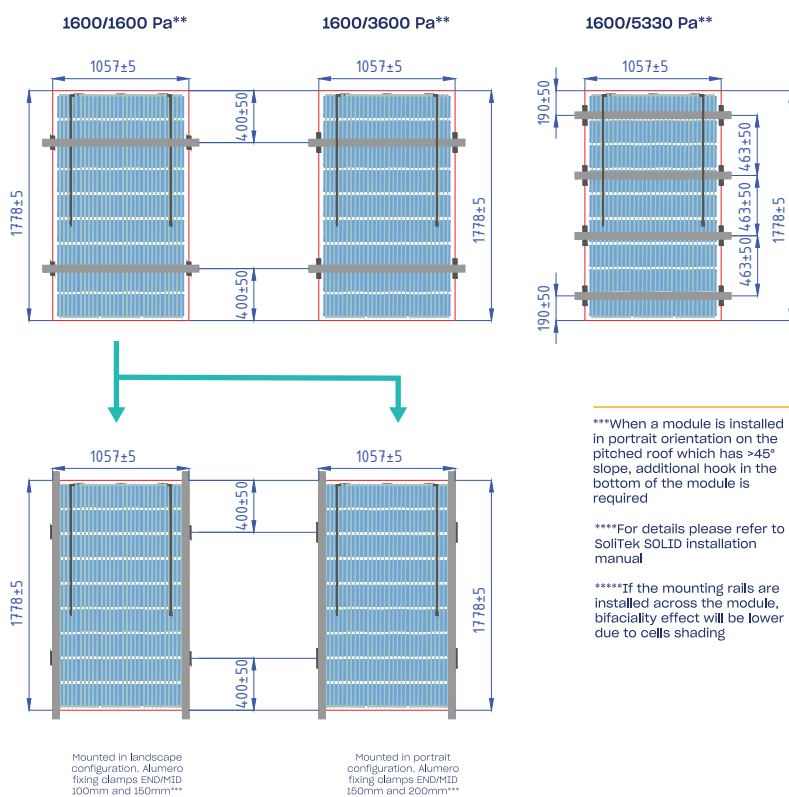 1600/1600 Pa**
1600/3600 Pa**
1600/5330 Pa**
1057±5
1057±5
1057±5
400±50
190±50
463±50
463±50
463±50
1778±5
1778±5
1778±5
400±50
190±50
1057±5
1057±5
400±50
1778±5
1778±5
400±50
***When a module is installed
in portrait orientation on the
pitched roof which has >45°
slope, additional hook in the
bottom of the module is
required
****For details please refer to
SoliTek SOLID installation
manual
*****If the mounting rails are
installed across the module,
bifaciality effect will be lower
due to cells shading
Mounted in landscape
configuration. Alumero
fixing clamps END/MID
100mm and 150mm***
Mounted in portrait
configuration. Alumero
fixing clamps END/MID
150mm and 200mm***